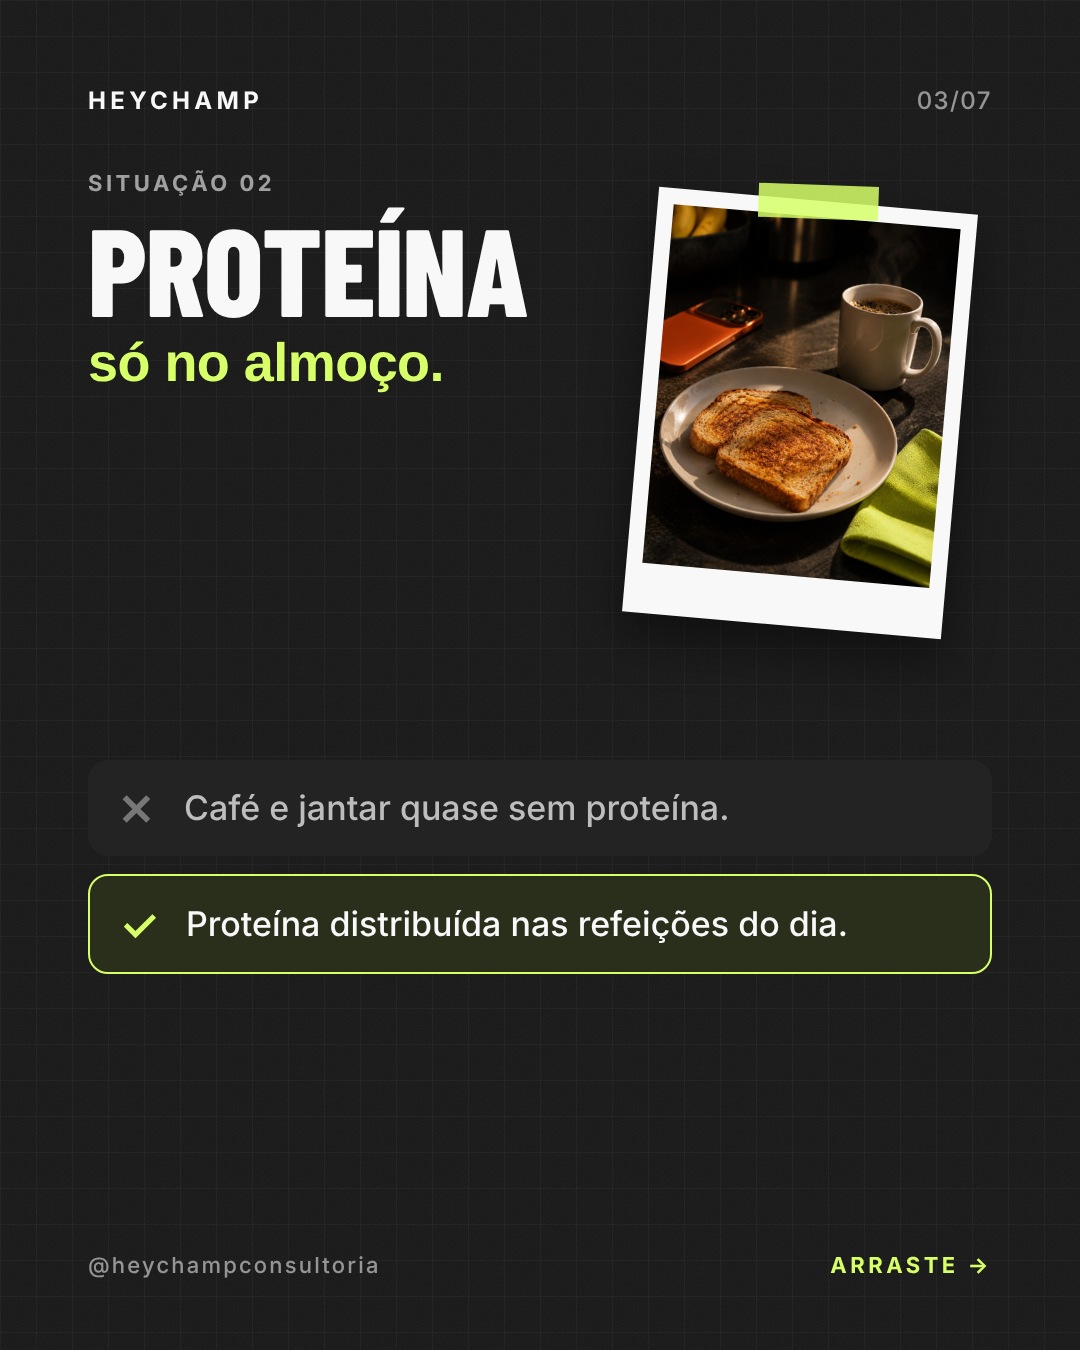 HEYCHAMP
03/07
SITUAÇÃO 02
PROTEÍNA
só no almoço.
Café e jantar quase sem proteína.
Proteína distribuída nas refeições do dia.
@heychampconsultoria
ARRASTE →